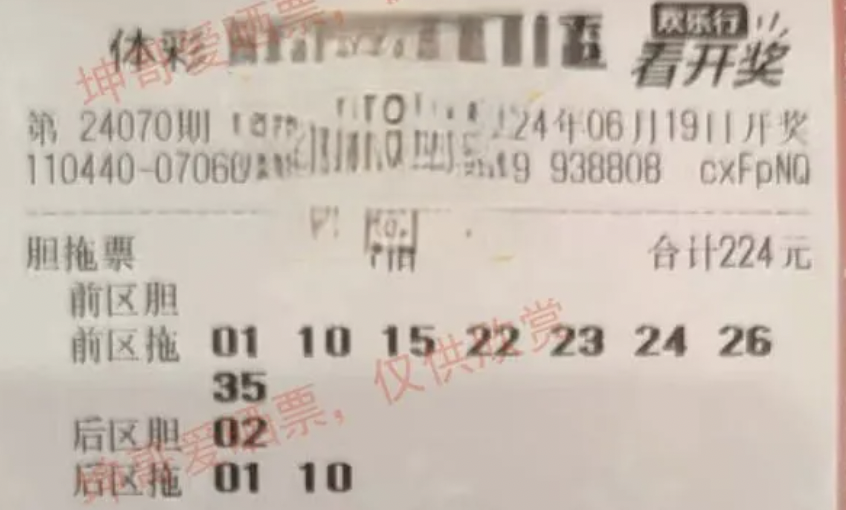 体彩
欢乐行
看开奖
第 24070期 24年06月19日开奖
110440-07060 19 938808 cxFpNQ
胆拖票 合计224元
前区胆
前区拖 01 10 15 22 23 24 26
35
后区胆 02
后区拖 01 10
坤哥爱晒票,
坤哥爱晒票, 仅供欣赏